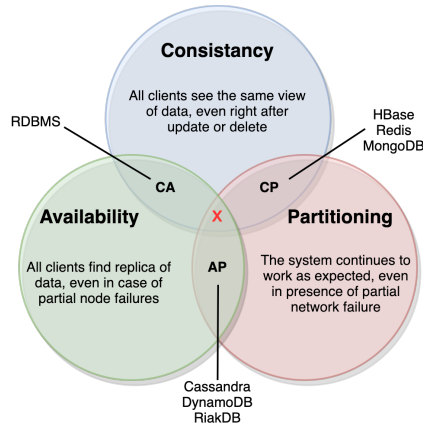 Consistancy
All clients see the same view
of data, even right after
update or delete
RDBMS
HBase
Redis
MongoDB
CA
CP
X
Availability
Partitioning
All clients find replica of
data, even in case of
partial node failures
AP
The system continues to
work as expected, even
in presence of partial
network failure
Cassandra
DynamoDB
RiakDB